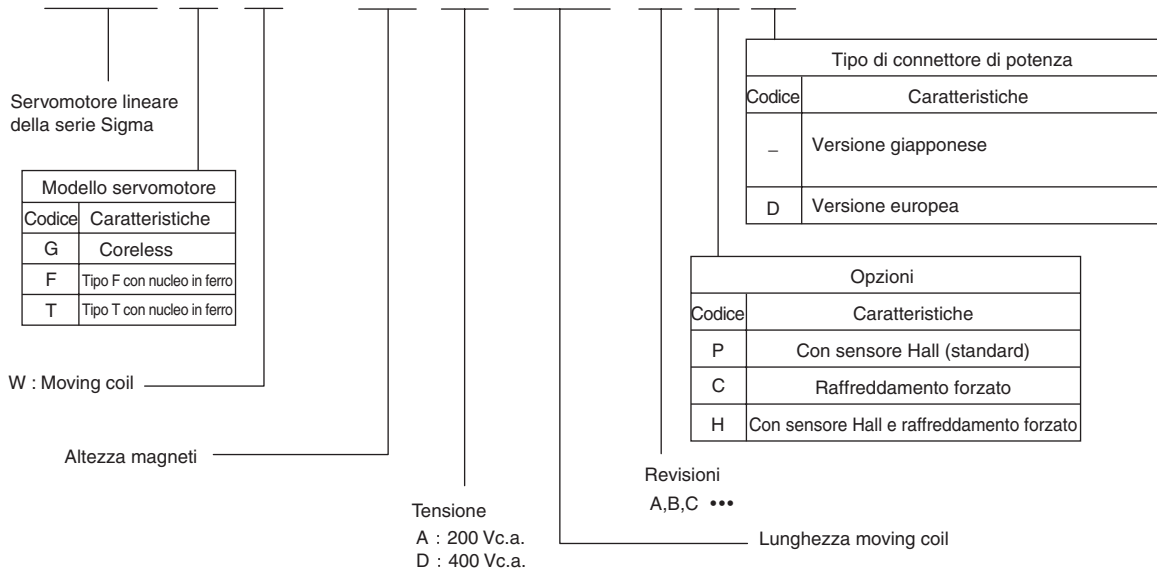 Servomotore lineare
della serie Sigma
Modello servomotore
Codice Caratteristiche
G Coreless
F Tipo F con nucleo in ferro
T Tipo T con nucleo in ferro
W : Moving coil
Altezza magneti
Tensione
A : 200 Vc.a.
D : 400 Vc.a.
Lunghezza moving coil
Revisioni
A,B,C •••
Opzioni
Codice Caratteristiche
P Con sensore Hall (standard)
C Raffreddamento forzato
H Con sensore Hall e raffreddamento forzato
Tipo di connettore di potenza
Codice Caratteristiche
_ Versione giapponese
D Versione europea